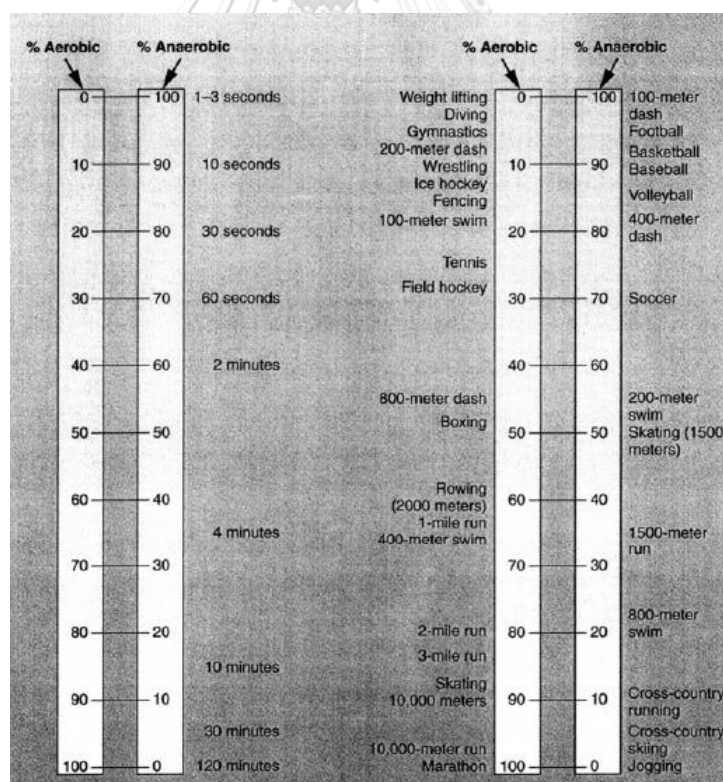 % Aerobic % Anaerobic
0 100 1–3 seconds
10 90 10 seconds
20 80 30 seconds
30 70 60 seconds
40 60 2 minutes
50 50
60 40
4 minutes
70 30
80 20
10 minutes
90 10
30 minutes
100 0 120 minutes
% Aerobic % Anaerobic
Weight lifting 0 100 100-meter
Diving dash
Gymnastics Football
200-meter dash Basketball
Wrestling 10 90 Baseball
Ice hockey
Fencing Volleyball
100-meter swim 400-meter
20 80 dash
Tennis
Field hockey
30 70 Soccer
40 60
800-meter dash 200-meter
Boxing swim
50 50 Skating (1500
meters)
Rowing
(2000 meters) 60 40
1-mile run
400-meter swim 1500-meter
run
70 30
2-mile run 80 20 800-meter
swim
3-mile run
Skating
10,000 meters 90 10 Cross-country
running
10,000-meter run Cross-country
skiing
Marathon 100 0 Jogging